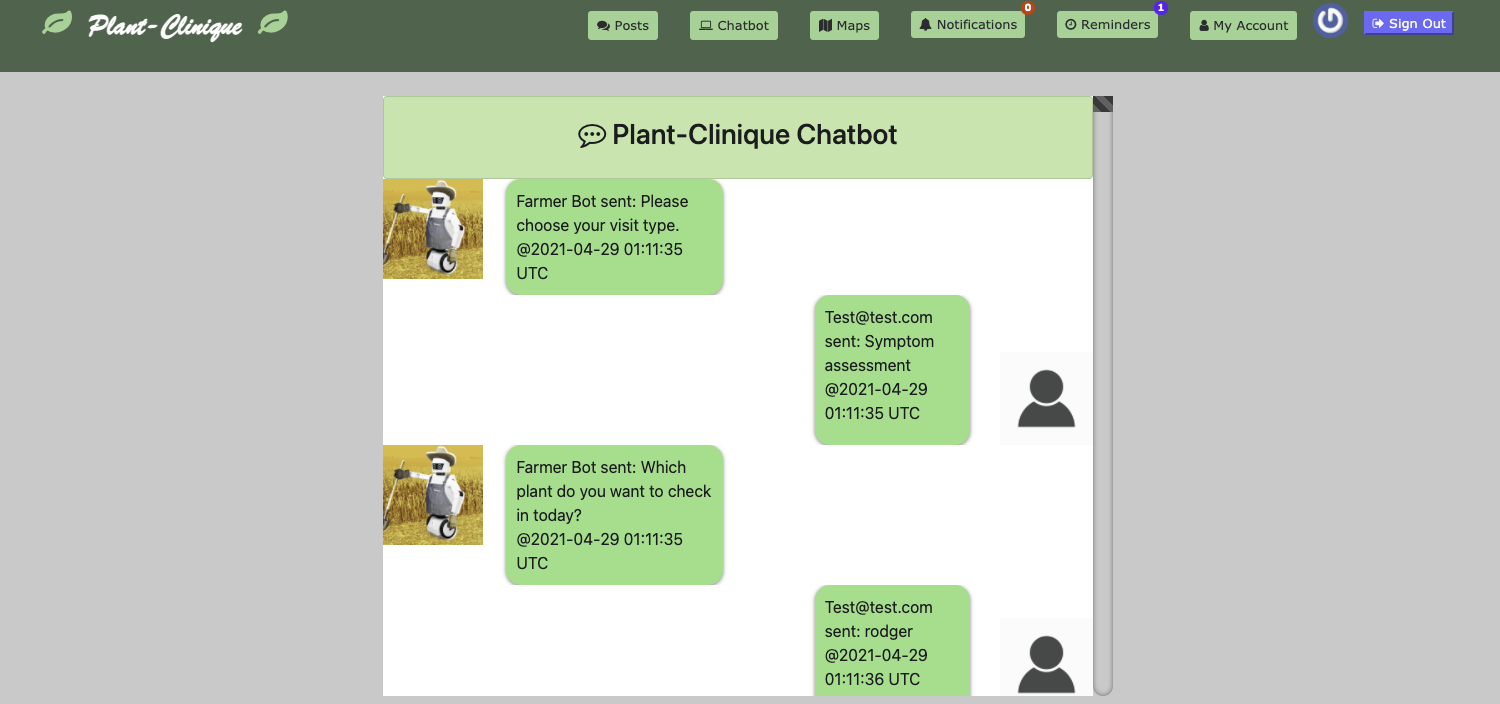 Plant-Clinique
Posts
Chatbot
Maps
Notifications
0
Reminders
1
My Account
Sign Out
Plant-Clinique Chatbot
Farmer Bot sent: Please
choose your visit type.
@2021-04-29 01:11:35
UTC
Test@test.com
sent: Symptom
assessment
@2021-04-29
01:11:35 UTC
Farmer Bot sent: Which
plant do you want to check
in today?
@2021-04-29 01:11:35
UTC
Test@test.com
sent: rodger
@2021-04-29
01:11:36 UTC